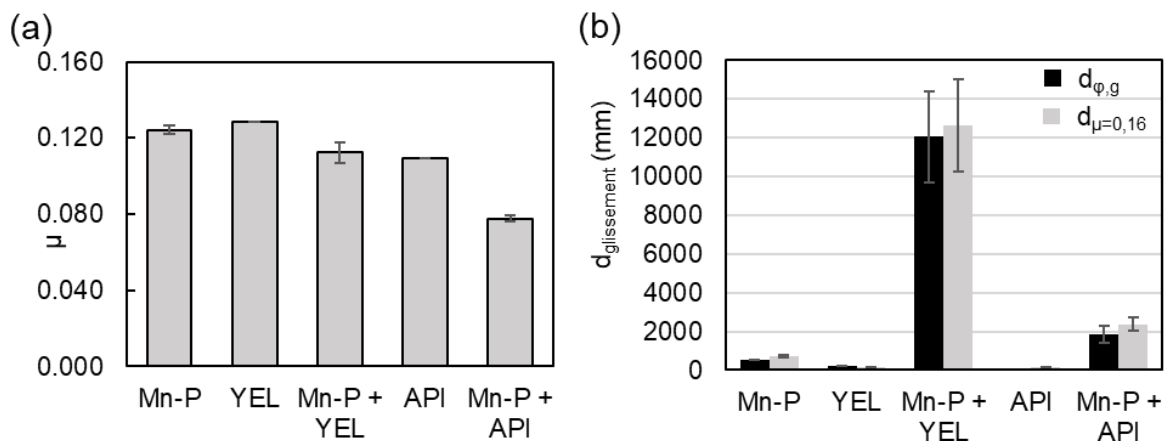 (a)
0.160
0.120
0.080
0.040
0.000
μ
Mn-P YEL Mn-P + YEL API Mn-P + API
(b)
16000
14000
12000
10000
8000
6000
4000
2000
0
dglissement (mm)
dφ,g
dμ=0,16
Mn-P YEL Mn-P + YEL API Mn-P + API